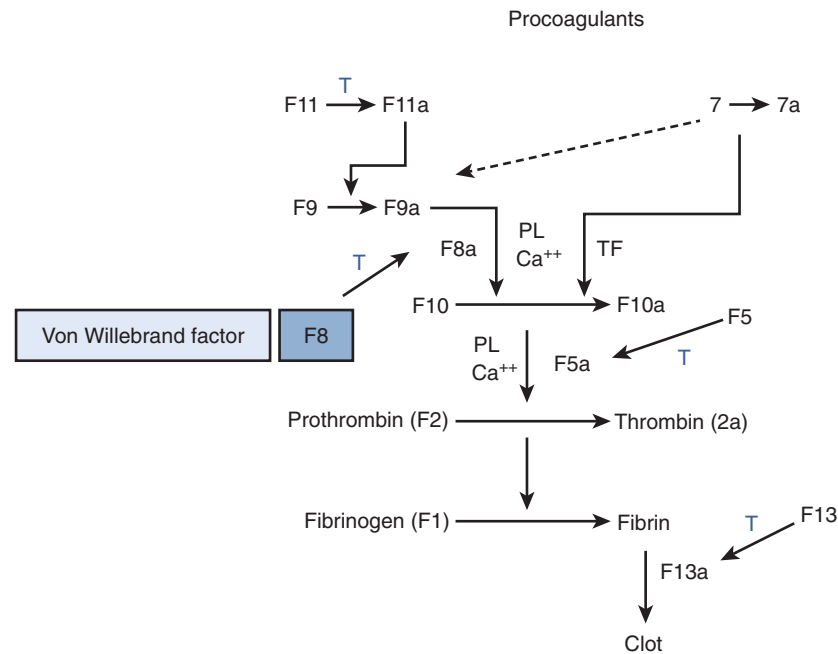 Procoagulants
T
F11 F11a 7 7a
F9 F9a
F8a PL TF
Ca++
T
F10 F10a
Von Willebrand factor F8
F5
PL
Ca++ F5a T
Prothrombin (F2) Thrombin (2a)
Fibrinogen (F1) Fibrin T F13
F13a
Clot